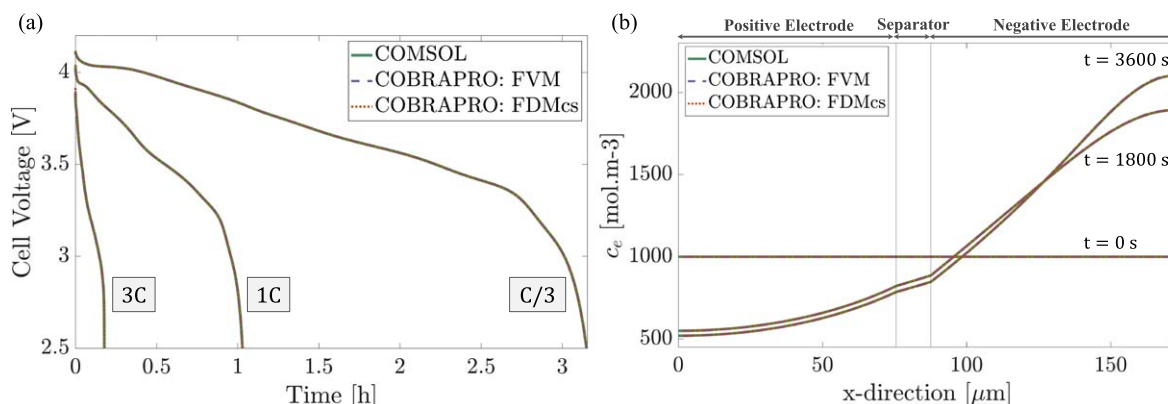 (a)
COMSOL
COBRAPRO: FVM
COBRAPRO: FDMcs
Cell Voltage [V]
4
3.5
3
2.5
3C
1C
C/3
0
0.5
1
1.5
2
2.5
3
Time [h]
(b)
Positive Electrode
Separator
Negative Electrode
COMSOL
COBRAPRO: FVM
COBRAPRO: FDMcs
t = 3600 s
t = 1800 s
t = 0 s
c_e [mol.m-3]
2000
1500
1000
500
0
50
100
150
x-direction [μm]